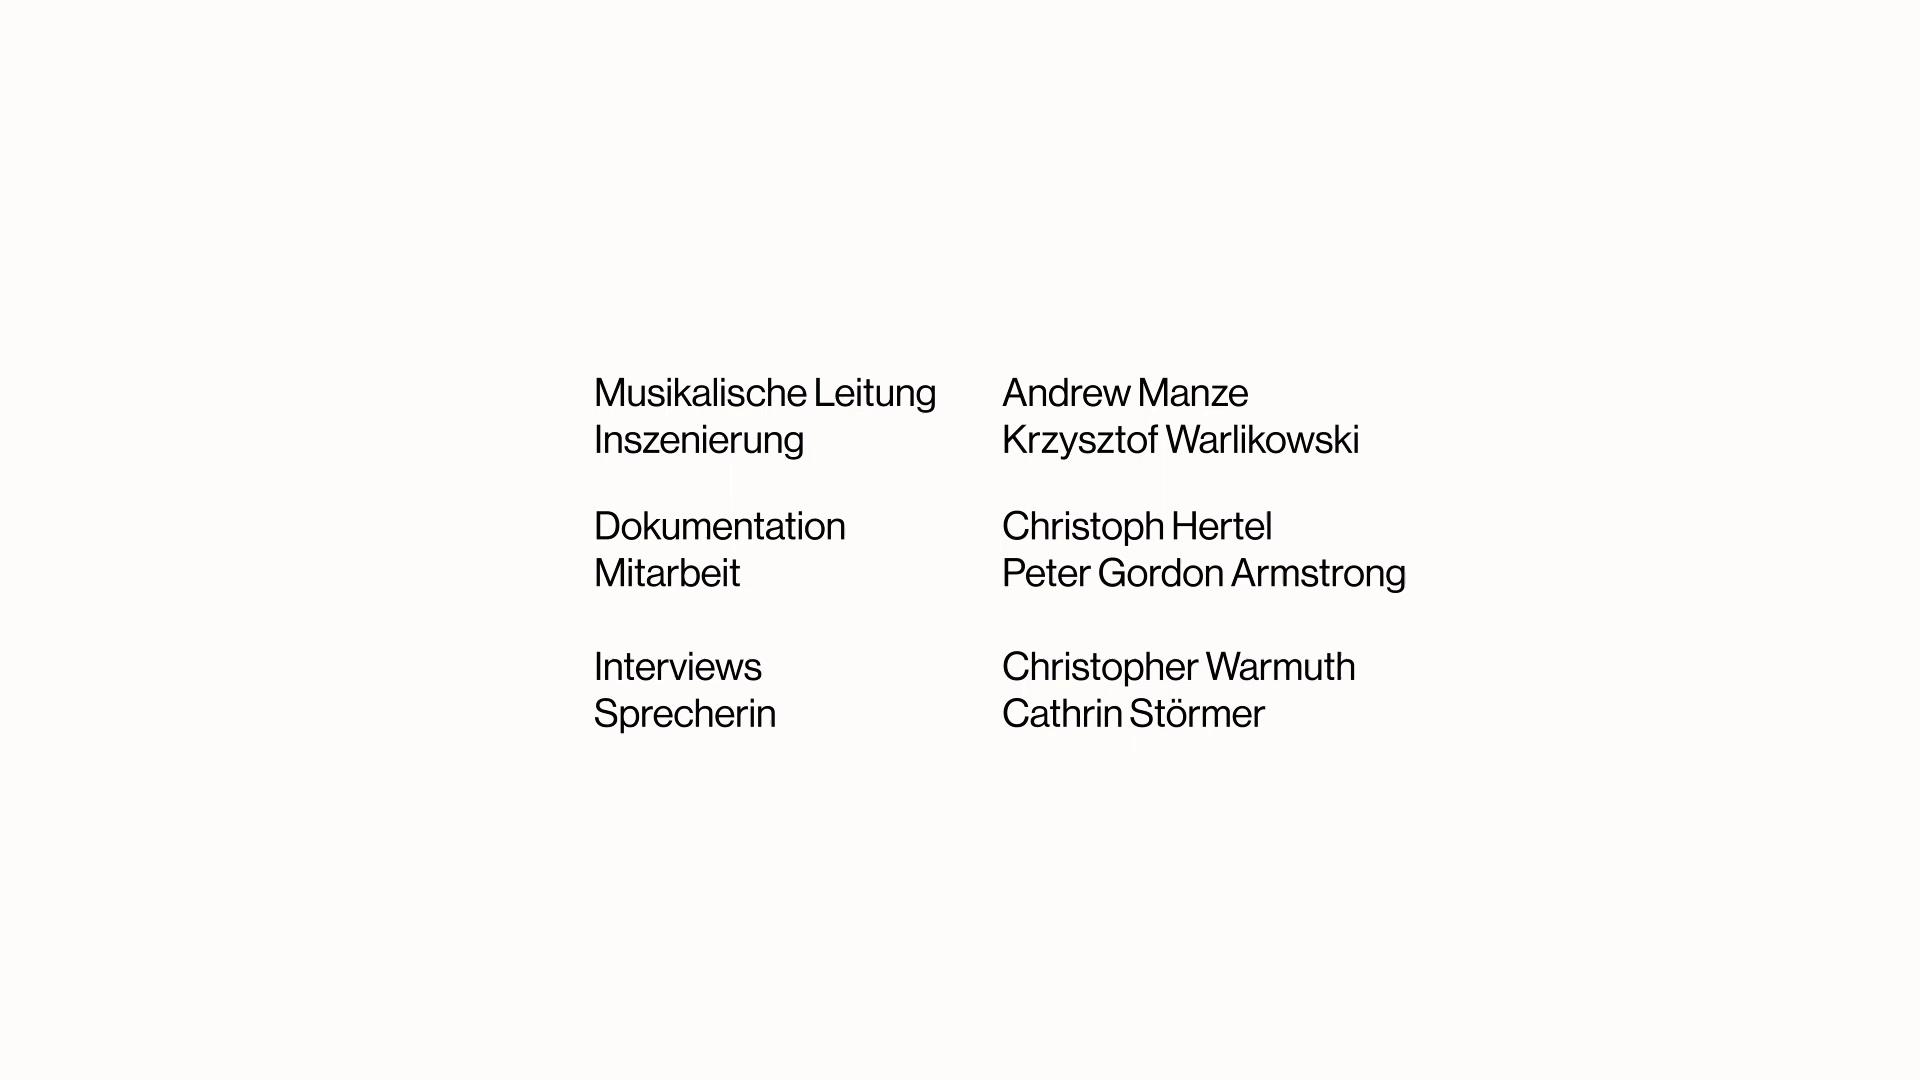 Musikalische Leitung Andrew Manze
Inszenierung Krzysztof Warlikowski
Dokumentation Christoph Hertel
Mitarbeit Peter Gordon Armstrong
Interviews Christopher Warmuth
Sprecherin Cathrin Störmer